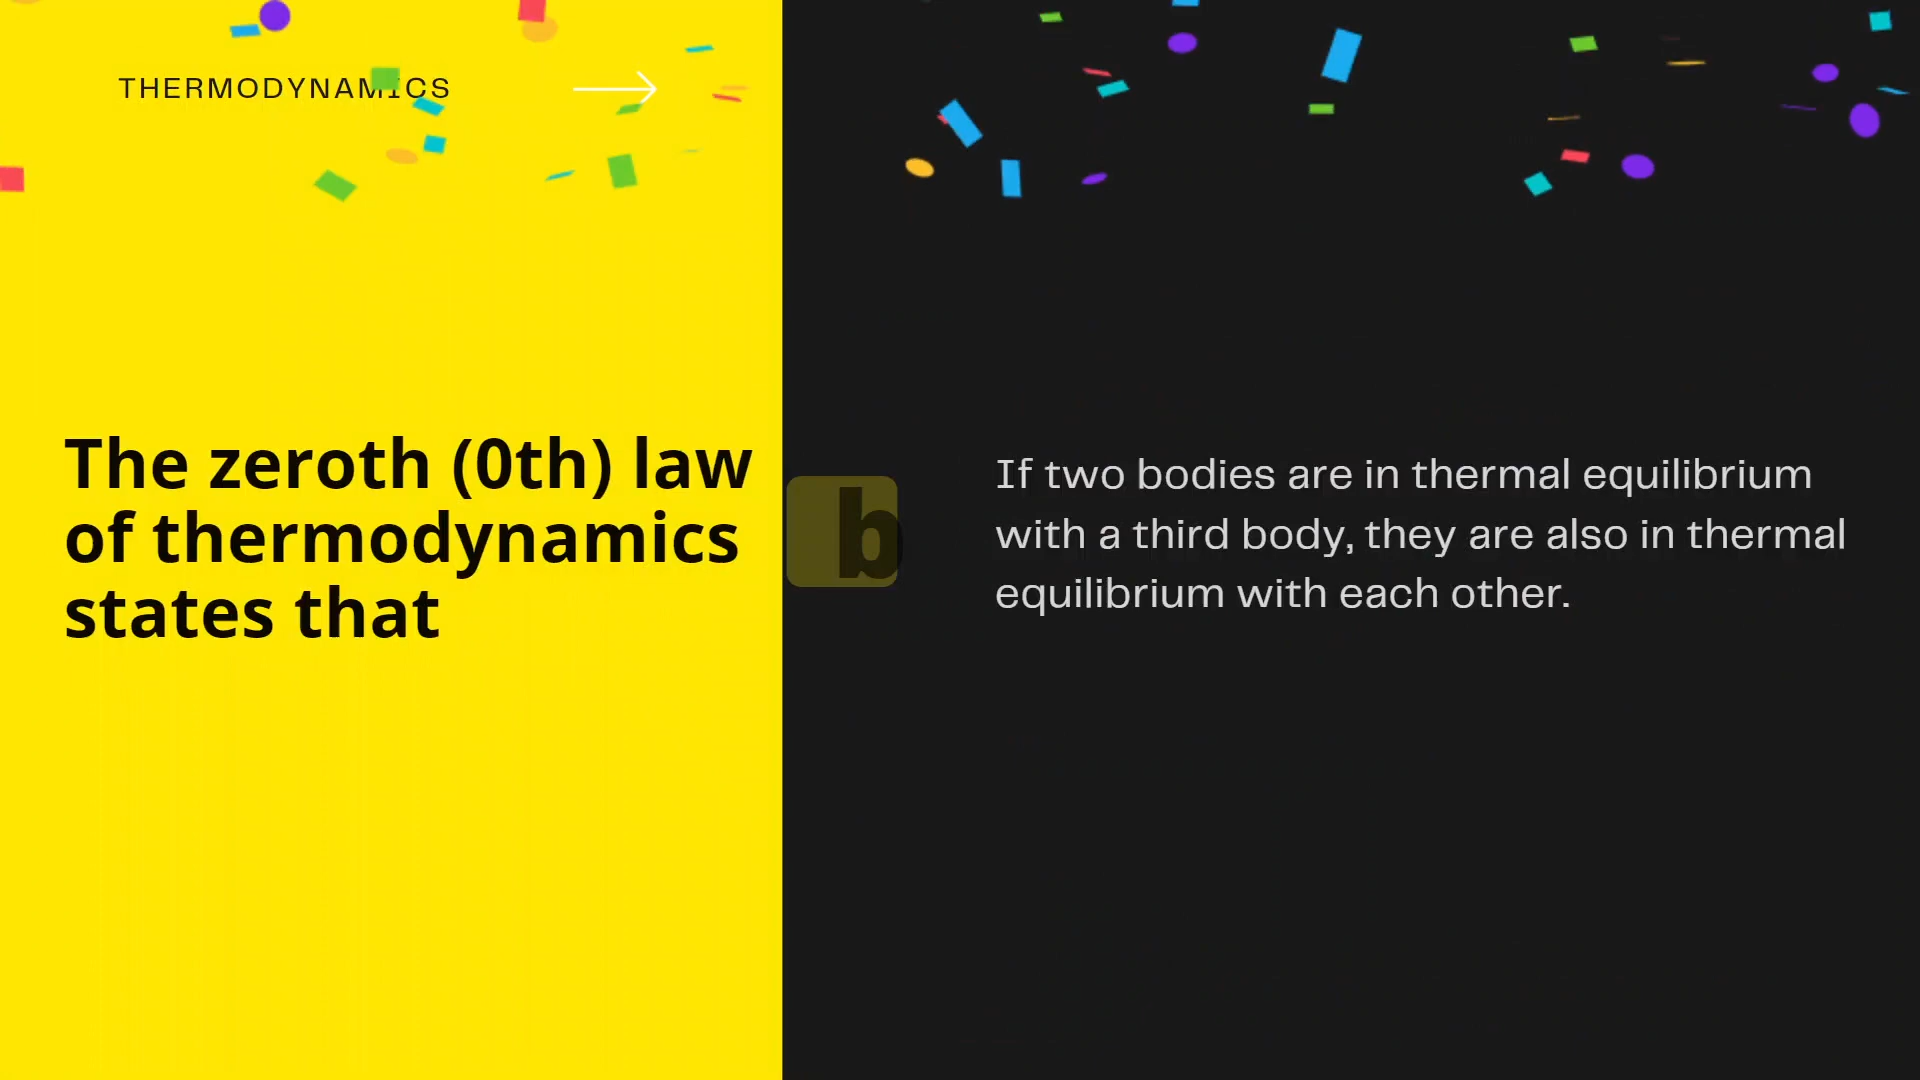 THERMODYNAMICS
The zeroth (0th) law
of thermodynamics
states that
b
If two bodies are in thermal equilibrium
with a third body, they are also in thermal
equilibrium with each other.